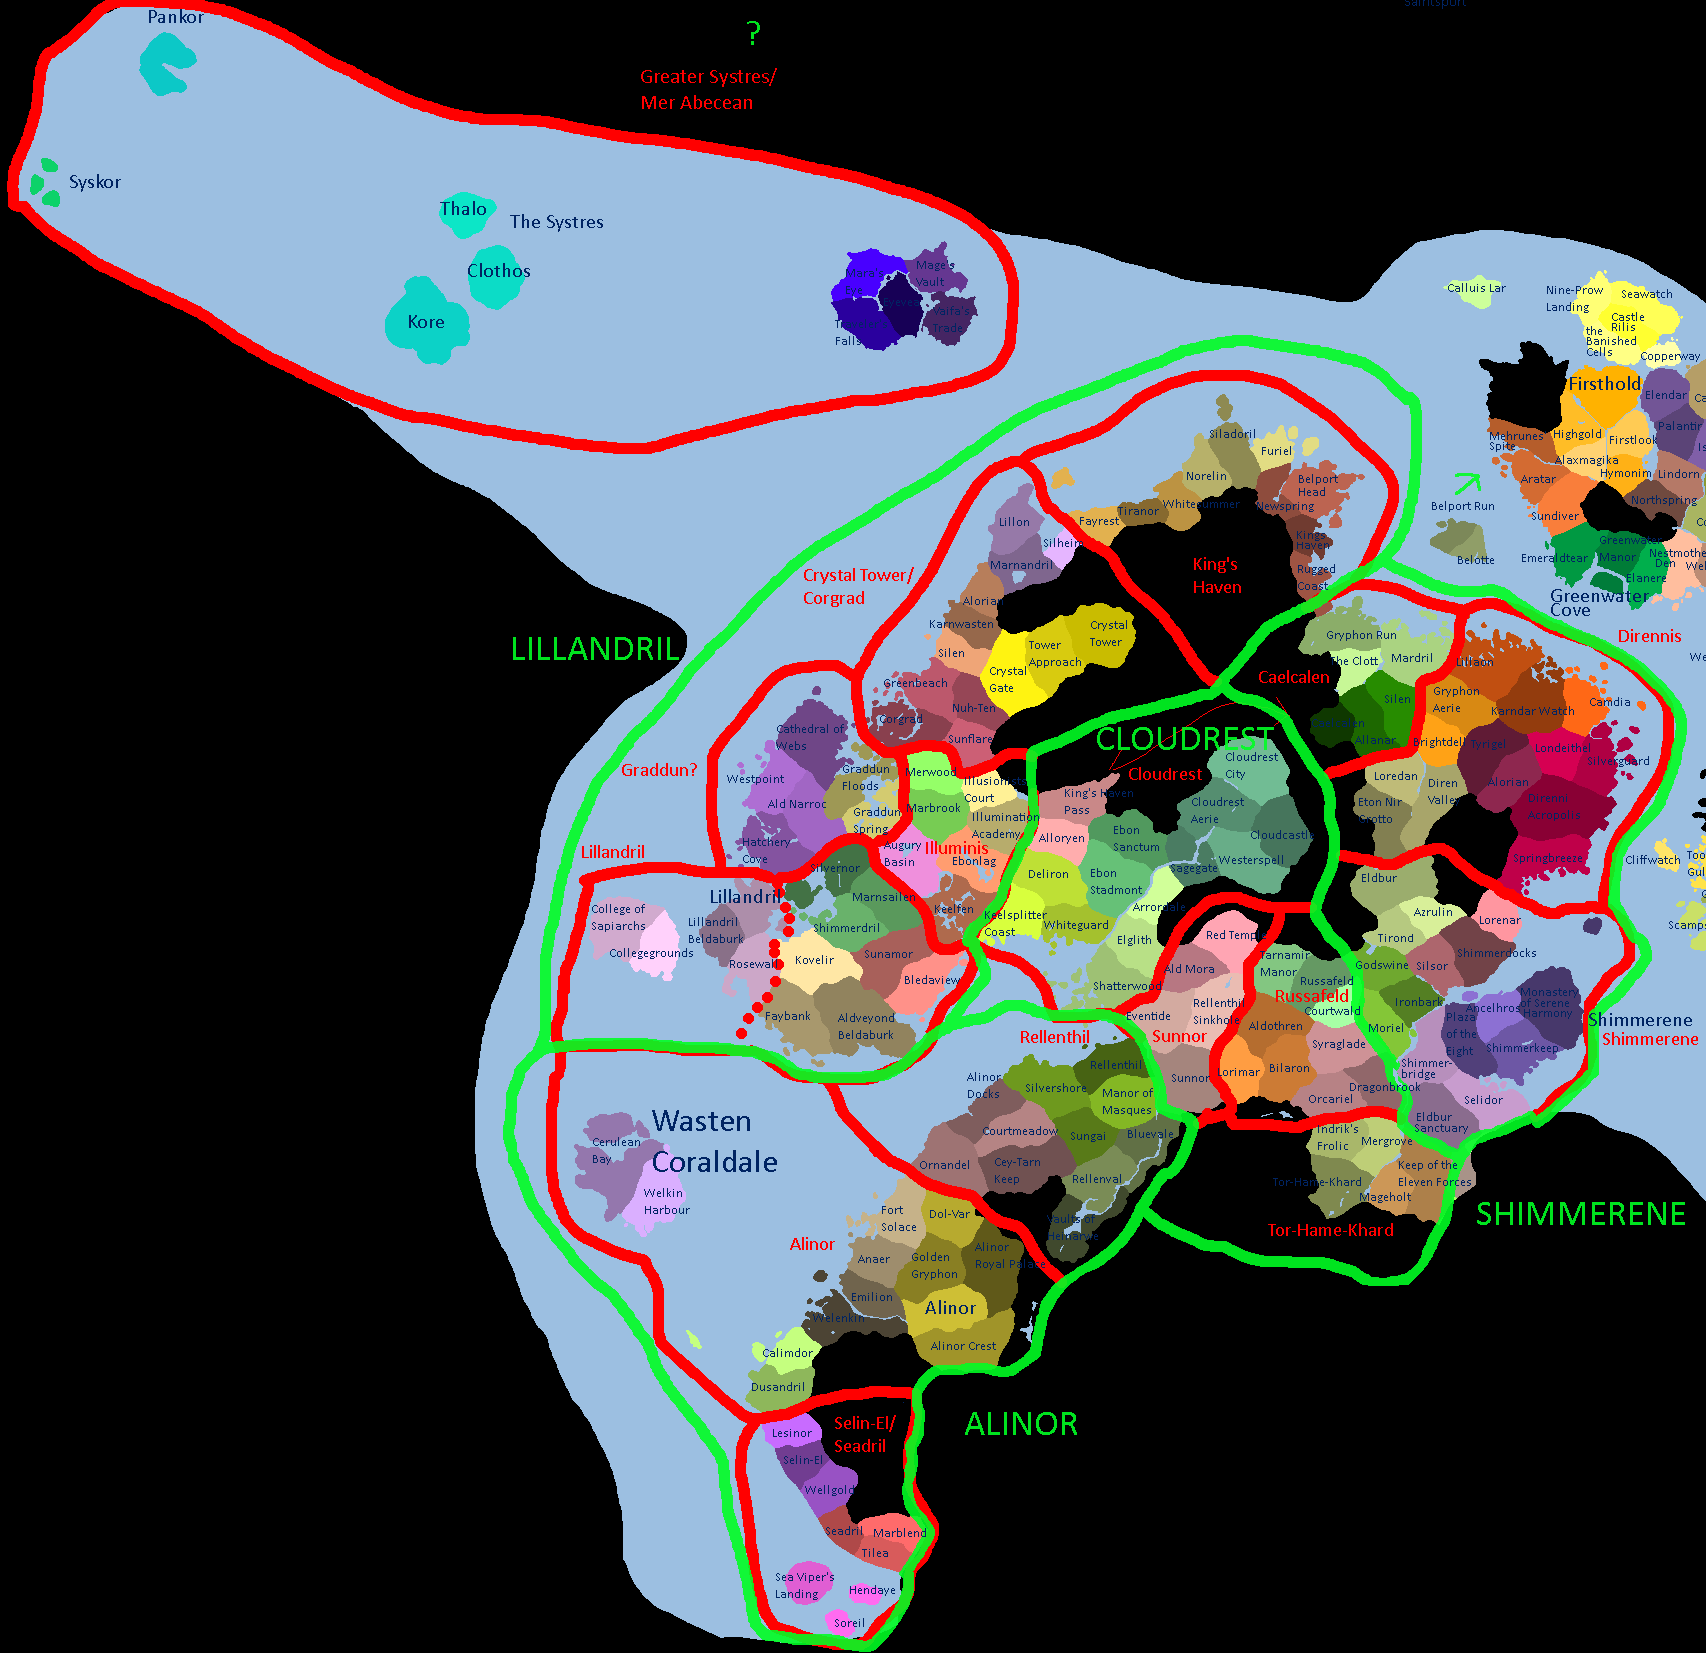 Saintsport
Pankor
?
Greater Systres/
Mer Abecean
Syskor
Thalo
The Systres
Clothos
Kore
Mage's
Vault
Eyevea
Vaifa's
Trade
Falls
Calluis Lar
Nine-Prow
Landing
Seawatch
Castle
Rilis
the
Banished
Cells
Copperway
Firsthold
Elendar
Mehrunes
Spite
Highgold
Firstlook
Palantir
Alaxmagika
Hymonim
Lindorn
Aratar
Northspring
Sundiver
Belport Run
Belotte
Emeraldtear
Greenwater
Manor
Nestmother
Den
Elanere
Greenwater
Cove
Siladoril
Furiel
Norelin
Belport
Head
Whitesummer
Newspring
Tiranor
Fayrest
Kings
Haven
Rugged
Coast
King's
Haven
Lillon
Silheim
Marnandril
Crystal Tower/
Corgrad
Alorian
Karnwasten
Silen
Crystal
Tower
Tower
Approach
Crystal
Gate
Greenbeach
Nuh-Ten
Corgrad
Sunflare
LILLANDRIL
Gryphon Run
The Clott
Mardril
Caelcalen
Silen
Caelcalen
Allanar
Dirennis
Lillaon
Gryphon
Aerie
Karndar Watch
Candia
Brightdell
Tyrigel
Londeithel
Silverguard
Alorian
Direnni
Acropolis
Springbreeze
Loredan
Diren
Valley
Eton Nir
Grotto
Cathedral of
Webs
Graddun?
Westpoint
Graddun
Floods
Ald Narroc
Graddun
Spring
Hatchery
Cove
Merwood
Illusionists
Court
Marbrook
Illumination
Academy
Augury
Basin
Illuminis
Ebonlag
Keelfen
CLOUDREST
Cloudrest
Cloudrest
City
King's Haven
Pass
Cloudrest
Aerie
Cloudcastle
Alloryen
Ebon
Sanctum
Westerspell
Sagegate
Deliron
Ebon
Stadmont
Arrordale
Keelsplitter
Coast
Whiteguard
Elglith
Shatterwood
Lillandril
Lillandril
Silvernor
Marnsailen
College of
Sapiarchs
Lillandril
Beldaburk
Shimmerdril
Collegegrounds
Rosewall
Kovelir
Sunamor
Bledaview
Faybank
Aldveyond
Beldaburk
Cliffwatch
Eldbur
Azrulin
Lorenar
Tirond
Shimmerdocks
Red Temple
Ald Mora
Tarnamir
Manor
Godswine
Silsor
Russafeld
Russafeld
Courtwald
Rellenthil
Sinkhole
Eventide
Sunnor
Sunnor
Aldothren
Syraglade
Lorimar
Bilaron
Dragonbrook
Orcariel
Ironbark
Moriel
Monastery
of Serene
Harmony
Ancelhros
Plaza
of the
Eight
Shimmerkeep
Shimmerene
Shimmerene
Shimmer-
bridge
Selidor
Eldbur
Sanctuary
Indrik's
Frolic
Mergrove
Keep of the
Eleven Forces
Tor-Hame-Khard
Mageholt
Tor-Hame-Khard
SHIMMERENE
Rellenthil
Rellenthil
Alinor
Docks
Silvershore
Manor of
Masques
Courtmeadow
Sungai
Bluevale
Ornandel
Cey-Tarn
Keep
Rellenval
Vaults of
Heinarwe
Wasten
Coraldale
Cerulean
Bay
Welkin
Harbour
Alinor
Fort
Solace
Dol-Var
Anaer
Golden
Gryphon
Alinor
Royal Palace
Emilion
Alinor
Welenkin
Alinor Crest
Calimdor
Dusandril
ALINOR
Selin-El/
Seadril
Lesinor
Selin-El
Wellgold
Seadril
Marblend
Tilea
Sea Viper's
Landing
Hendaye
Soreil